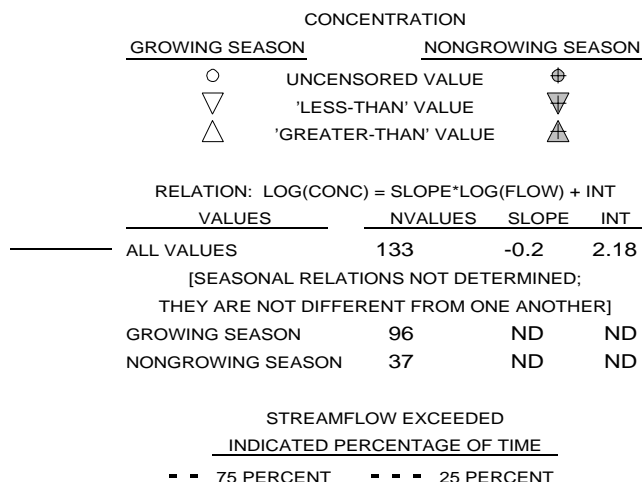 CONCENTRATION
GROWING SEASON NONGROWING SEASON
UNCENSORED VALUE
'LESS-THAN' VALUE
'GREATER-THAN' VALUE
RELATION: LOG(CONC) = SLOPE*LOG(FLOW) + INT
VALUES NVALUES SLOPE INT
ALL VALUES 133 -0.2 2.18
[SEASONAL RELATIONS NOT DETERMINED;
THEY ARE NOT DIFFERENT FROM ONE ANOTHER]
GROWING SEASON 96 ND ND
NONGROWING SEASON 37 ND ND
STREAMFLOW EXCEEDED
INDICATED PERCENTAGE OF TIME
75 PERCENT 25 PERCENT